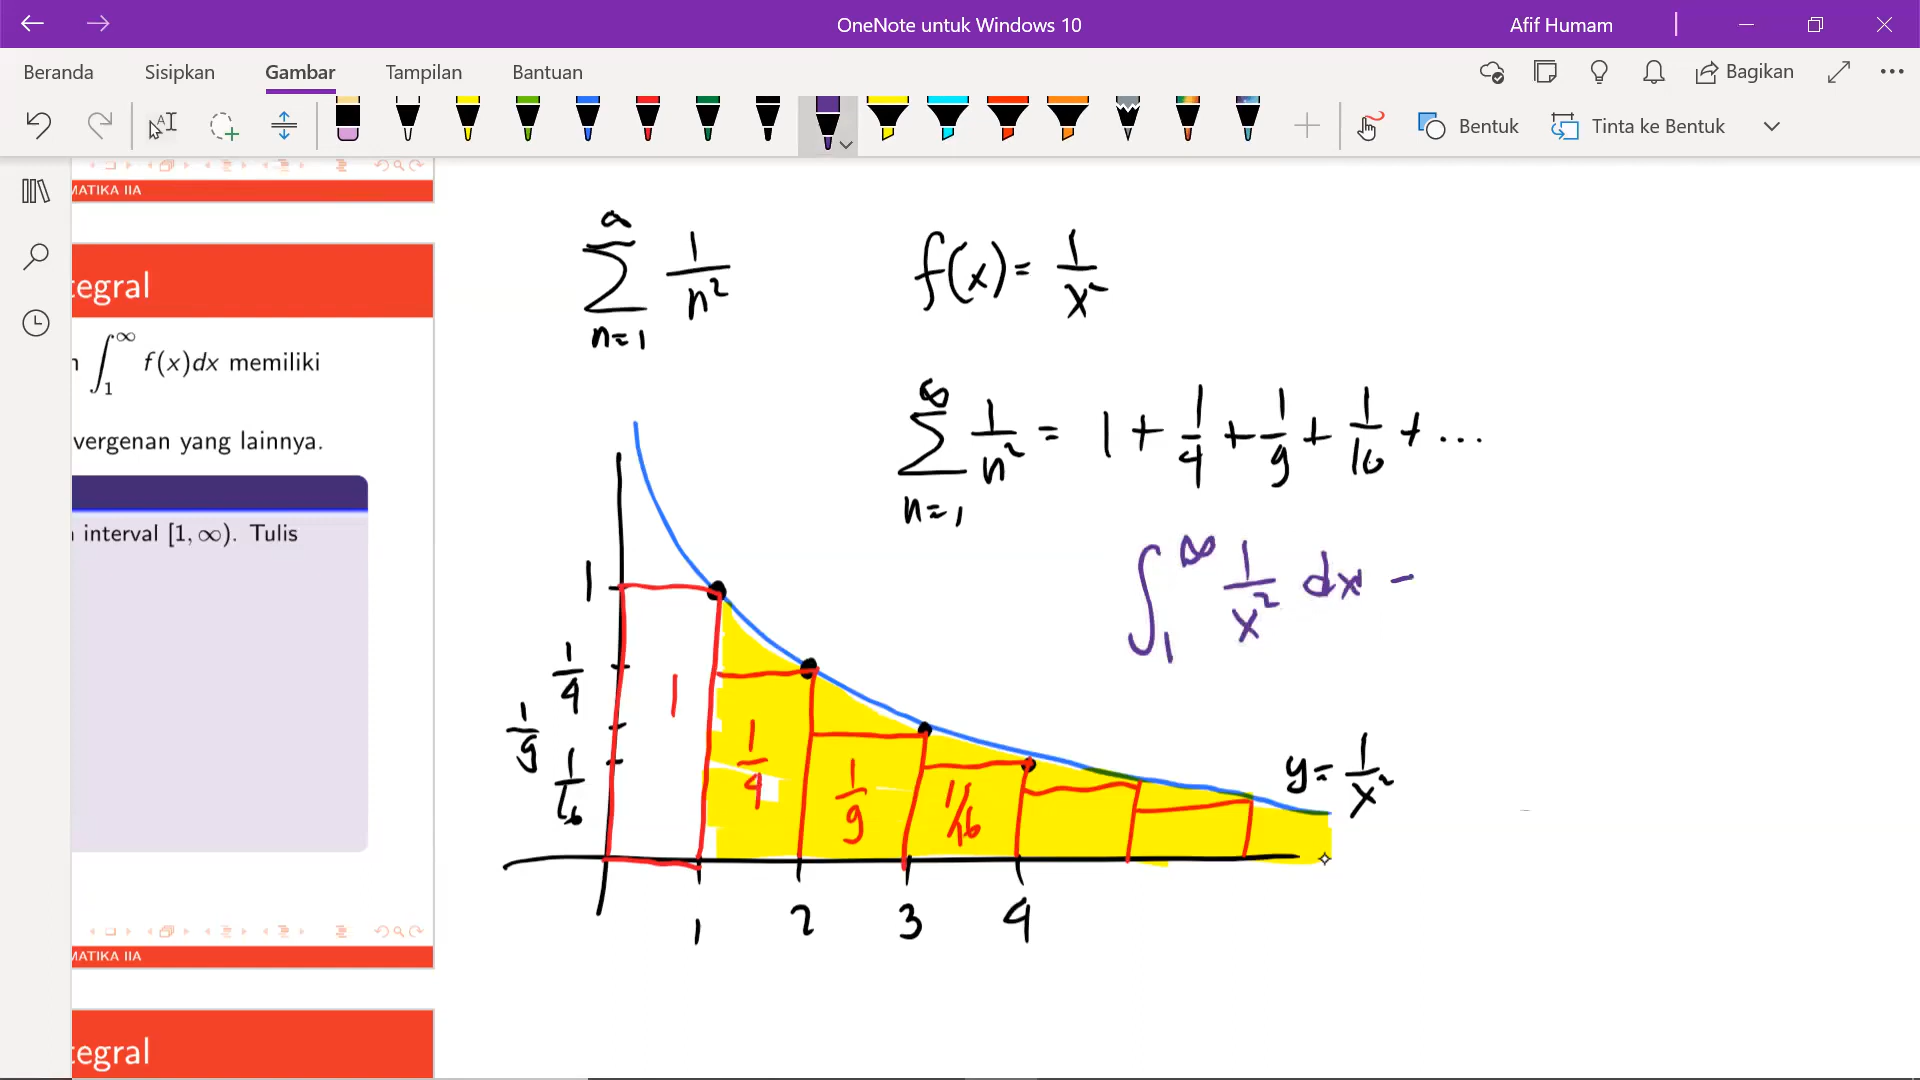 OneNote untuk Windows 10
Afif Humam
Beranda Sisipkan Gambar Tampilan Bantuan
Bagikan
Bentuk Tinta ke Bentuk
MATIKA IIA
tegral
∫₁^∞ f(x)dx memiliki
vergenan yang lainnya.
interval [1, ∞). Tulis
MATIKA IIA
tegral
∑_{n=1}^{∞} 1/n²
f(x) = 1/x²
∑_{n=1}^{∞} 1/n² = 1 + 1/4 + 1/9 + 1/16 + ...
∫₁^∞ 1/x² dx -
1
1/4
1/9
1/16
1 1/4 1/9 1/16
y = 1/x²
1 2 3 4